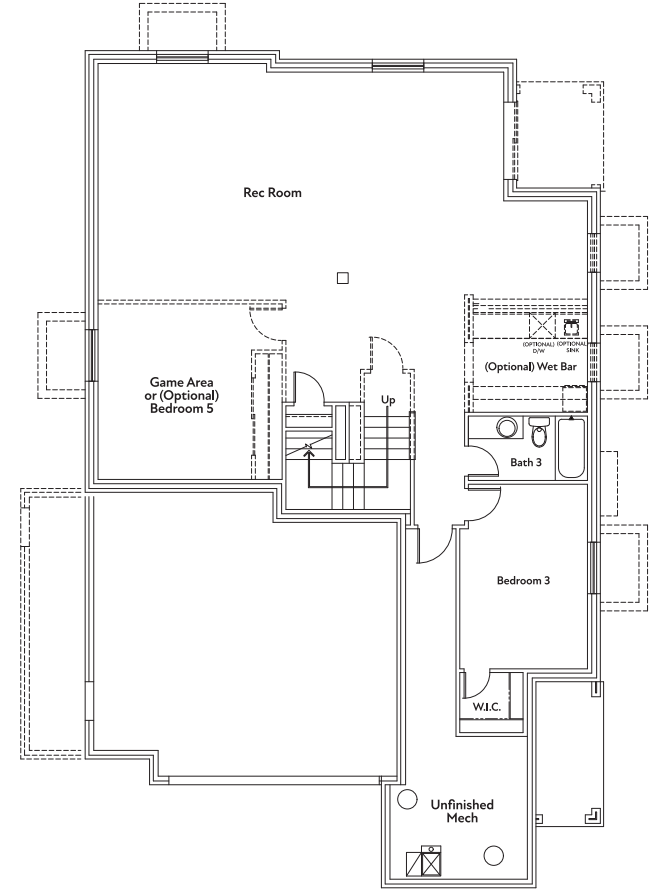 Rec Room
(OPTIONAL)
D/W
(OPTIONAL)
SINK
(Optional) Wet Bar
Game Area
or (Optional)
Bedroom 5
Up
Bath 3
Bedroom 3
W.I.C.
Unfinished
Mech